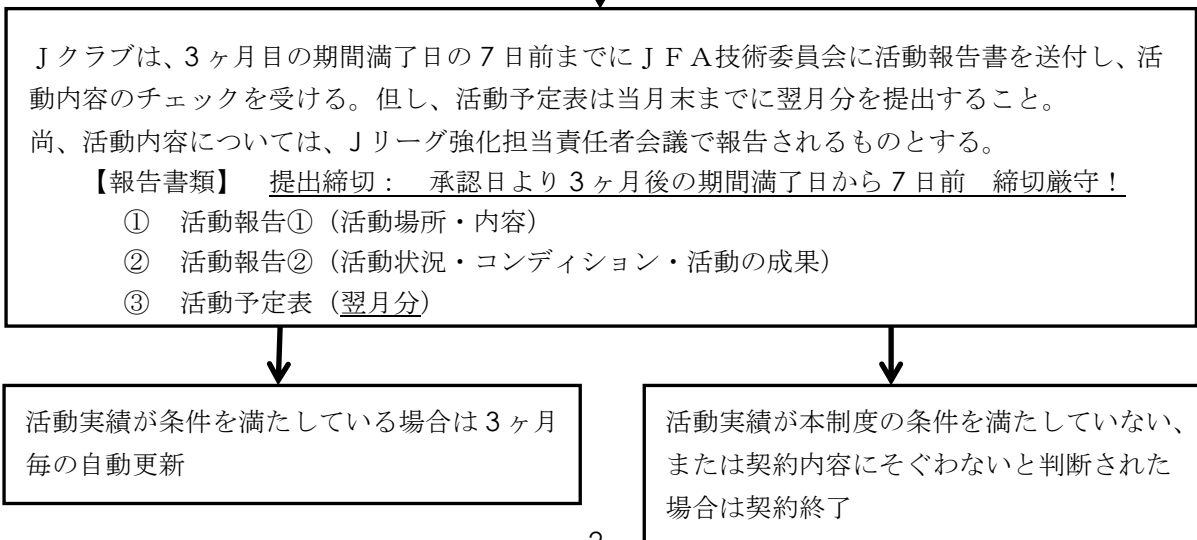 Ｊクラブは、3ヶ月目の期間満了日の7日前までにＪＦＡ技術委員会に活動報告書を送付し、活
動内容のチェックを受ける。但し、活動予定表は当月末までに翌月分を提出すること。
尚、活動内容については、Jリーグ強化担当責任者会議で報告されるものとする。
【報告書類】　提出締切：　承認日より3ヶ月後の期間満了日から7日前　締切厳守！
①　活動報告①（活動場所・内容）
②　活動報告②（活動状況・コンディション・活動の成果）
③　活動予定表（翌月分）
活動実績が条件を満たしている場合は3ヶ月
毎の自動更新
活動実績が本制度の条件を満たしていない、
または契約内容にそぐわないと判断された
場合は契約終了